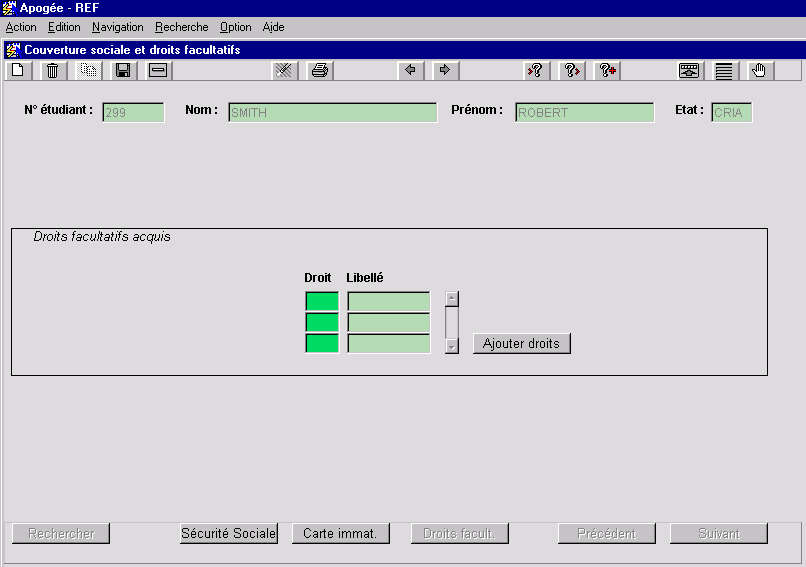 Apogée - REF
Action Edition Navigation Recherche Option Aide
Couverture sociale et droits facultatifs
N° étudiant : 299 Nom : SMITH Prénom : ROBERT Etat : CRIA
Droits facultatifs acquis
Droit Libellé
Ajouter droits
Rechercher Sécurité Sociale Carte immat. Droits facult. Précédent Suivant